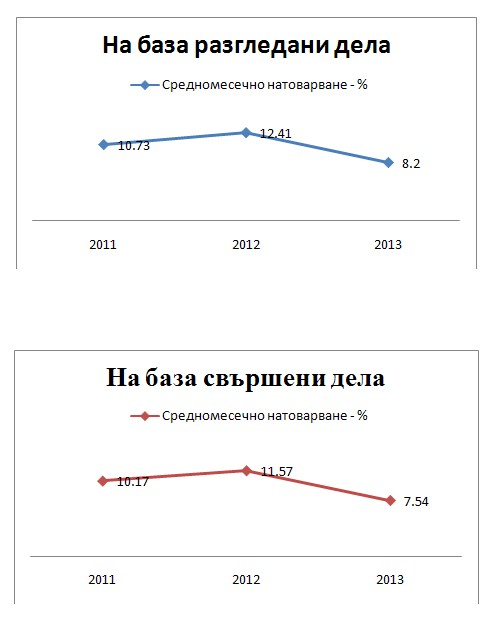 На база разгледани дела
Средномесечно натоварване - %
10.73
12.41
8.2
2011 2012 2013
На база свършени дела
Средномесечно натоварване - %
10.17
11.57
7.54
2011 2012 2013